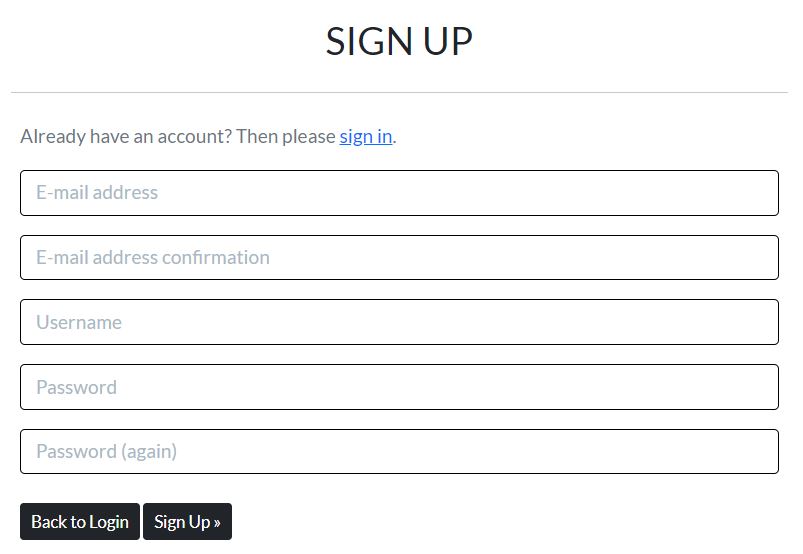 SIGN UP
Already have an account? Then please sign in.
E-mail address
E-mail address confirmation
Username
Password
Password (again)
Back to Login Sign Up »